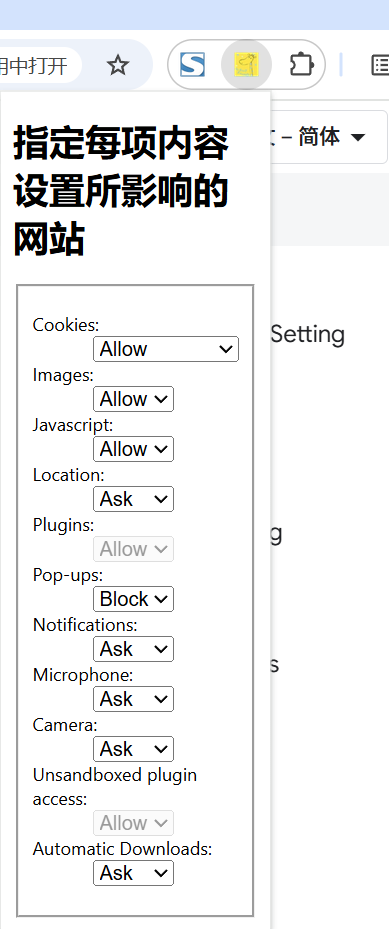 用中打开
– 简体
指定每项内容
设置所影响的
网站
Setting
Cookies:
Allow
Images:
Allow
Javascript:
Allow
Location:
Ask
Plugins:
Allow
g
Pop-ups:
Block
Notifications:
Ask
s
Microphone:
Ask
Camera:
Ask
Unsandboxed plugin
access:
Allow
Automatic Downloads:
Ask